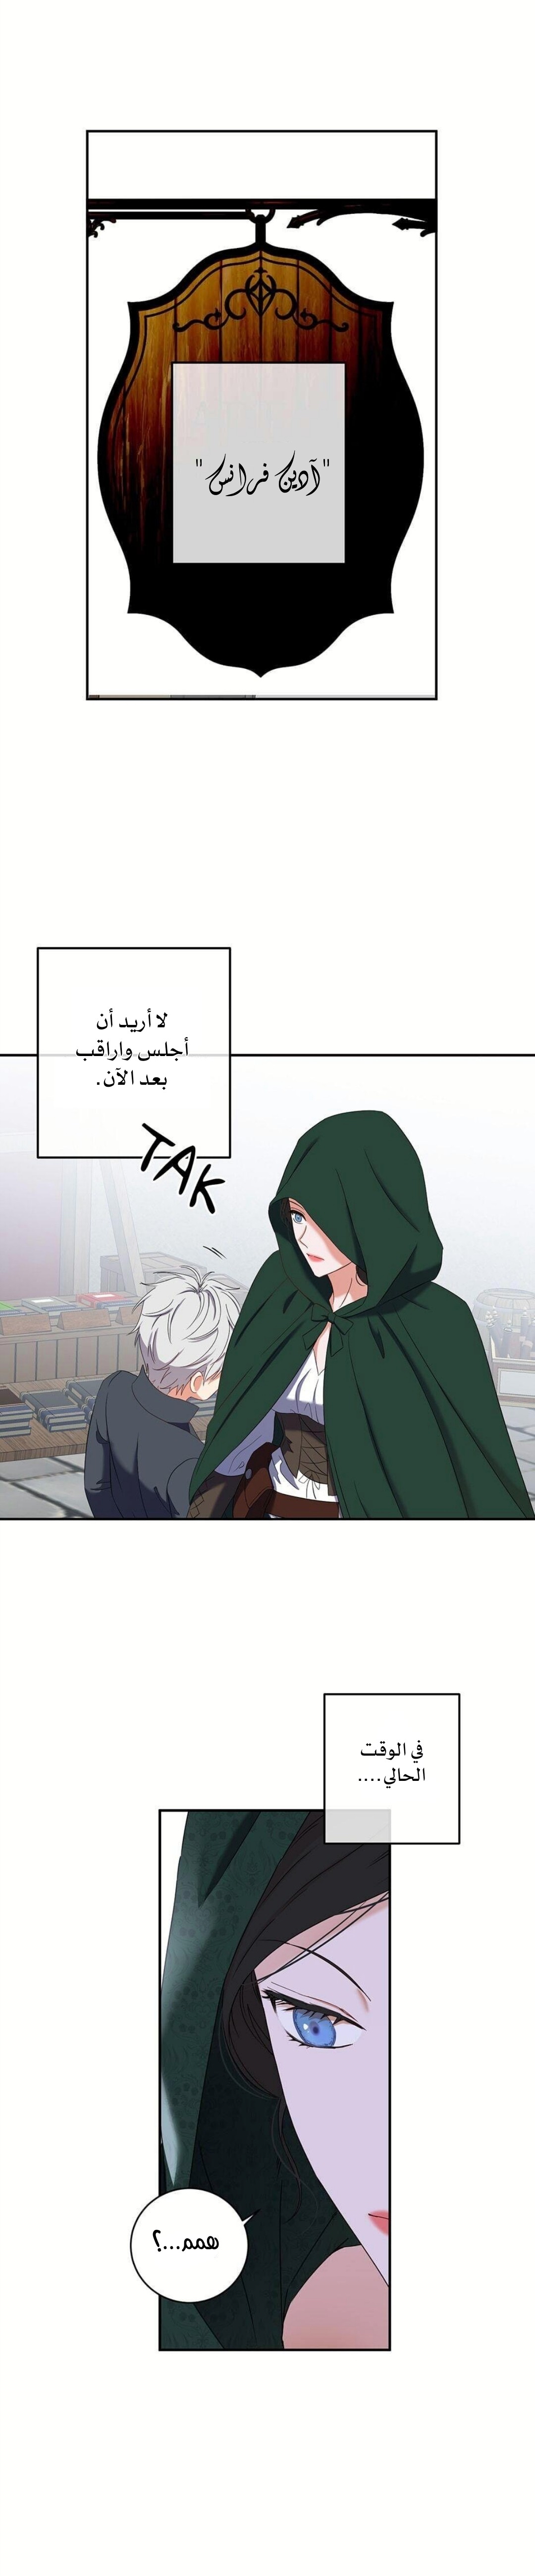 "آدين فرانس"
لا أريد أن
أجلس واراقب
بعد الآن.
TAK
في الوقت
الحالي....
همم...؟